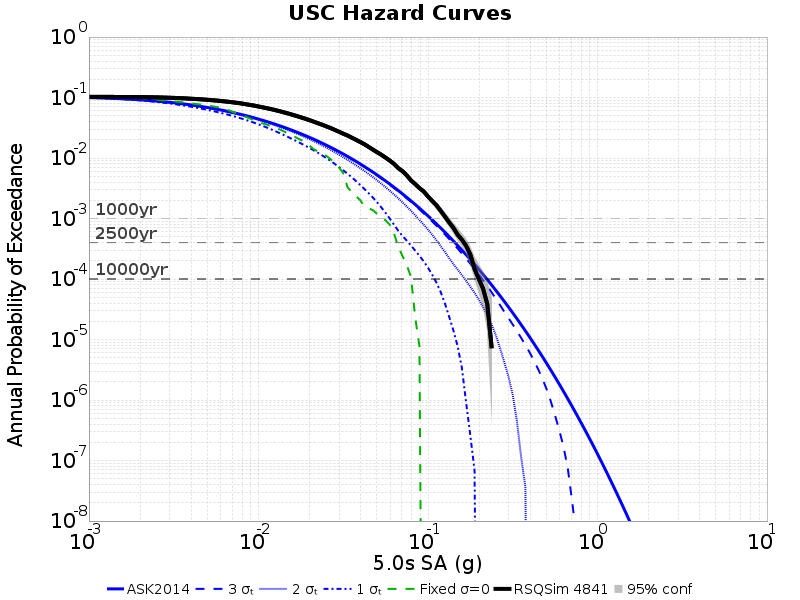 USC Hazard Curves
Annual Probability of Exceedance
10^0
10^-1
10^-2
10^-3
10^-4
10^-5
10^-6
10^-7
10^-8
1000yr
2500yr
10000yr
10^-3 10^-2 10^-1 10^0 10^1
5.0s SA (g)
ASK2014 3 σₜ 2 σₜ 1 σₜ Fixed σ=0 RSQSim 4841 95% conf